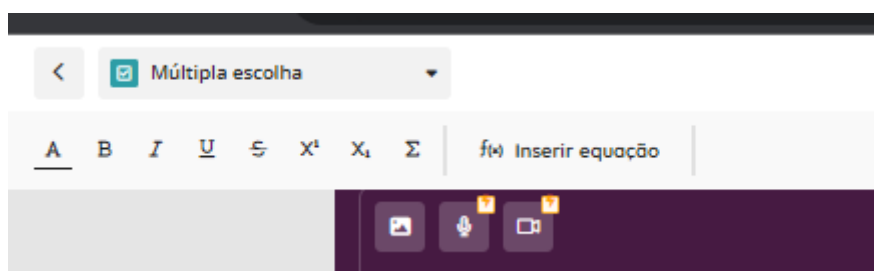 Múltipla escolha
A B I U S X¹ X₁ Σ f(x) Inserir equação